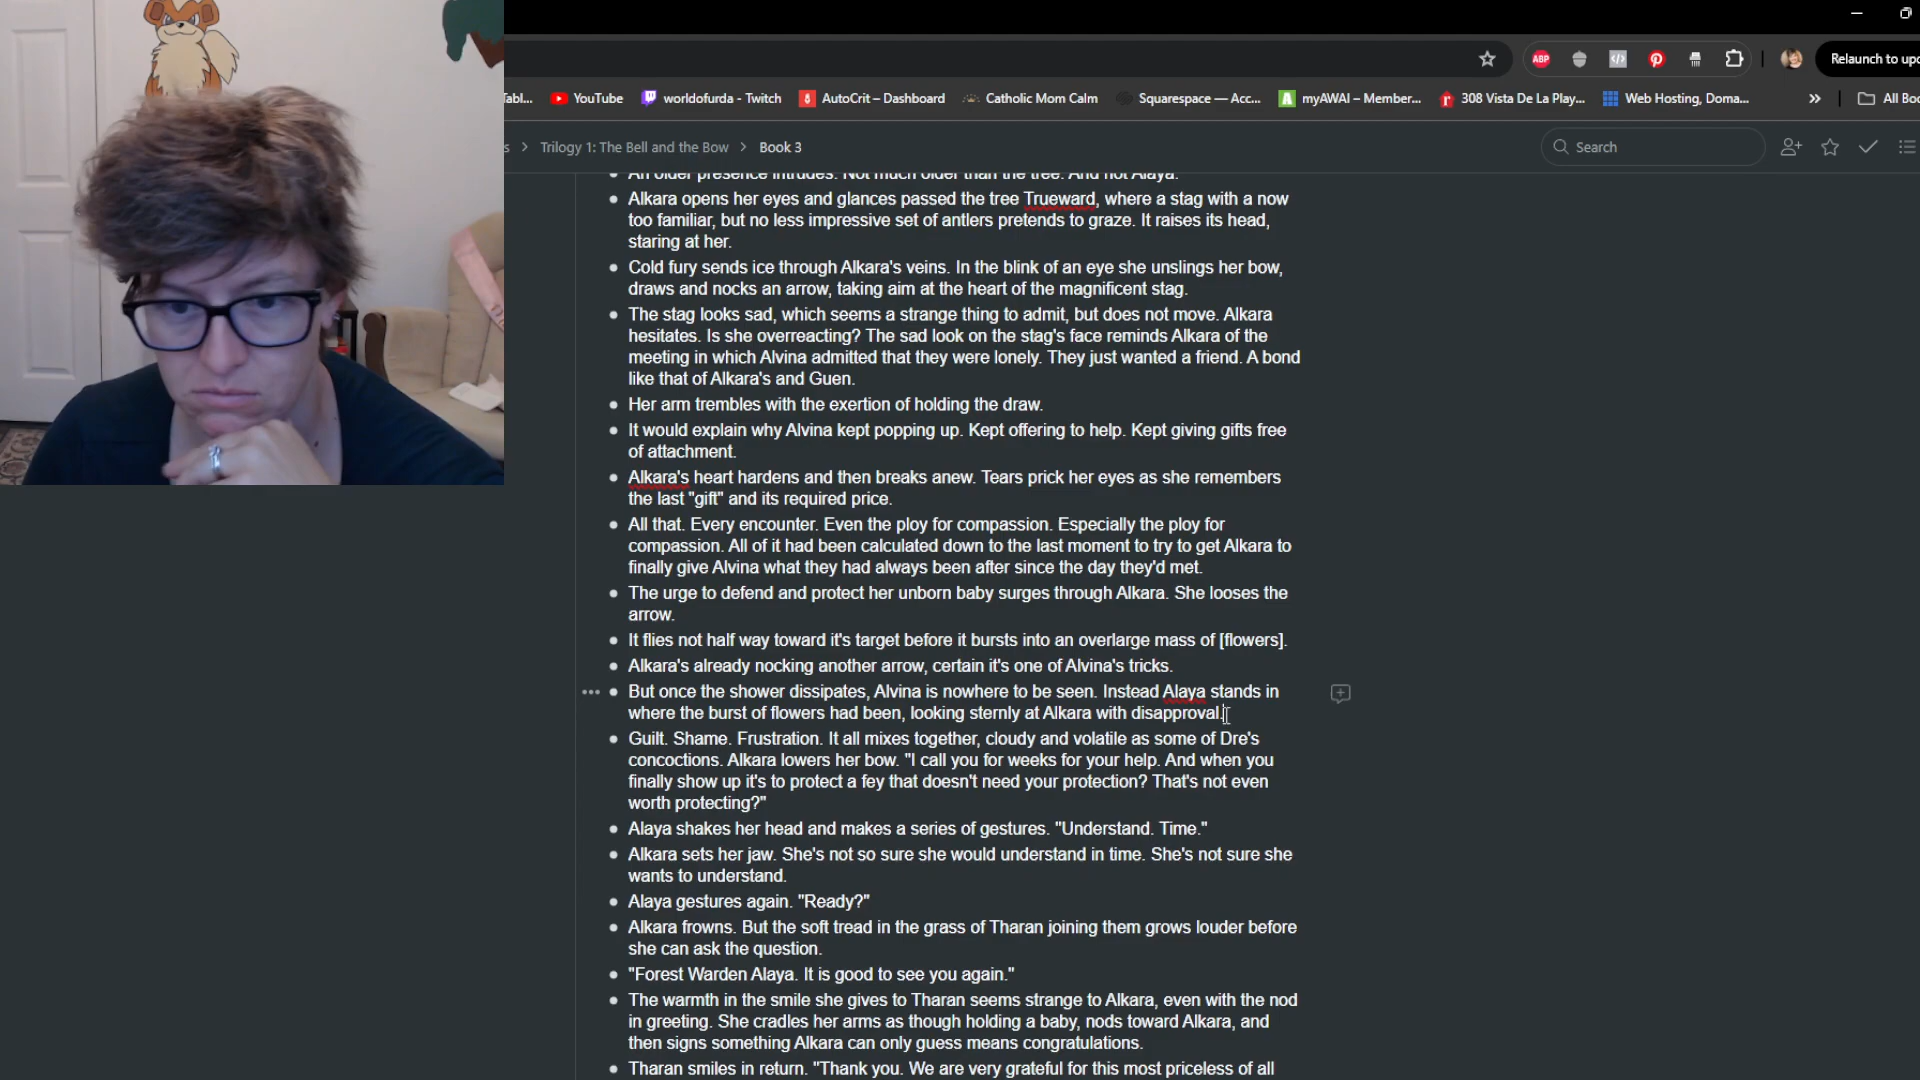 Relaunch to upd
ABP
Tabl...
YouTube
worldofurda - Twitch
AutoCrit – Dashboard
Catholic Mom Calm
Squarespace — Acc...
myAWAI – Member...
308 Vista De La Play...
Web Hosting, Doma...
»
All Boo
s > Trilogy 1: The Bell and the Bow > Book 3
Search
An older presence intrudes. Not much older than the tree. And not Alaya.
Alkara opens her eyes and glances passed the tree Trueward, where a stag with a now
too familiar, but no less impressive set of antlers pretends to graze. It raises its head,
staring at her.
Cold fury sends ice through Alkara's veins. In the blink of an eye she unslings her bow,
draws and nocks an arrow, taking aim at the heart of the magnificent stag.
The stag looks sad, which seems a strange thing to admit, but does not move. Alkara
hesitates. Is she overreacting? The sad look on the stag's face reminds Alkara of the
meeting in which Alvina admitted that they were lonely. They just wanted a friend. A bond
like that of Alkara's and Guen.
Her arm trembles with the exertion of holding the draw.
It would explain why Alvina kept popping up. Kept offering to help. Kept giving gifts free
of attachment.
Alkara's heart hardens and then breaks anew. Tears prick her eyes as she remembers
the last "gift" and its required price.
All that. Every encounter. Even the ploy for compassion. Especially the ploy for
compassion. All of it had been calculated down to the last moment to try to get Alkara to
finally give Alvina what they had always been after since the day they'd met.
The urge to defend and protect her unborn baby surges through Alkara. She looses the
arrow.
It flies not half way toward it's target before it bursts into an overlarge mass of [flowers].
Alkara's already nocking another arrow, certain it's one of Alvina's tricks.
But once the shower dissipates, Alvina is nowhere to be seen. Instead Alaya stands in
where the burst of flowers had been, looking sternly at Alkara with disapproval.
Guilt. Shame. Frustration. It all mixes together, cloudy and volatile as some of Dre's
concoctions. Alkara lowers her bow. "I call you for weeks for your help. And when you
finally show up it's to protect a fey that doesn't need your protection? That's not even
worth protecting?"
Alaya shakes her head and makes a series of gestures. "Understand. Time."
Alkara sets her jaw. She's not so sure she would understand in time. She's not sure she
wants to understand.
Alaya gestures again. "Ready?"
Alkara frowns. But the soft tread in the grass of Tharan joining them grows louder before
she can ask the question.
"Forest Warden Alaya. It is good to see you again."
The warmth in the smile she gives to Tharan seems strange to Alkara, even with the nod
in greeting. She cradles her arms as though holding a baby, nods toward Alkara, and
then signs something Alkara can only guess means congratulations.
Tharan smiles in return. "Thank you. We are very grateful for this most priceless of all